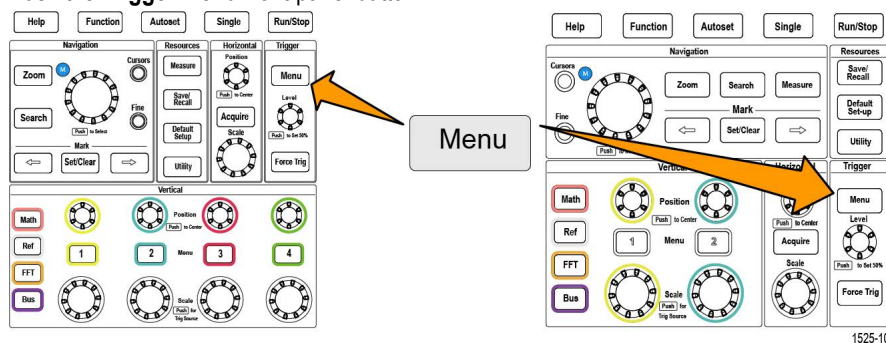 Help Function Autoset Single Run/Stop
Navigation Resources Horizontal Trigger
Cursors
Position
Zoom M Measure Menu
Push to Center Level
Save/
Recall
Fine
Search Acquire
Push to Select Default
Setup Scale Push to Set 50%
Mark
Set/Clear Utility Force Trig
Vertical
Math Position
Push to Center
Ref 1 2 Menu 3 4
FFT
Bus Scale
Push for
Trig Source
Menu
Help Function Autoset Single Run/Stop
Navigation Resources
Cursors
M Save/
Recall
Zoom Search Measure
Default
Set-up
Fine Mark
Set/Clear Utility
Push
Trigger
Math Position Menu
Push to Center Push to Center Level
Ref 1 Menu 2 Acquire
FFT Scale Push to Set 50%
Bus Scale Force Trig
Push for
Trig Source
1525-10